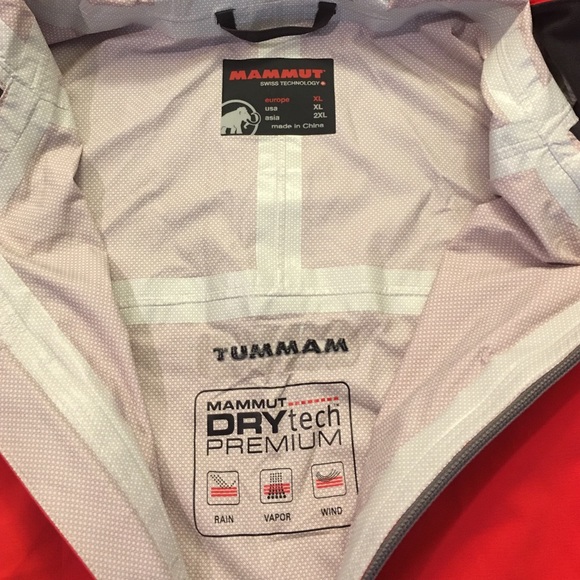 MAMMUT
SWISS TECHNOLOGY
europe XL
usa XL
asia 2XL
made in China
TUMMAM
MAMMUT
DRYtech
PREMIUM
RAIN VAPOR WIND